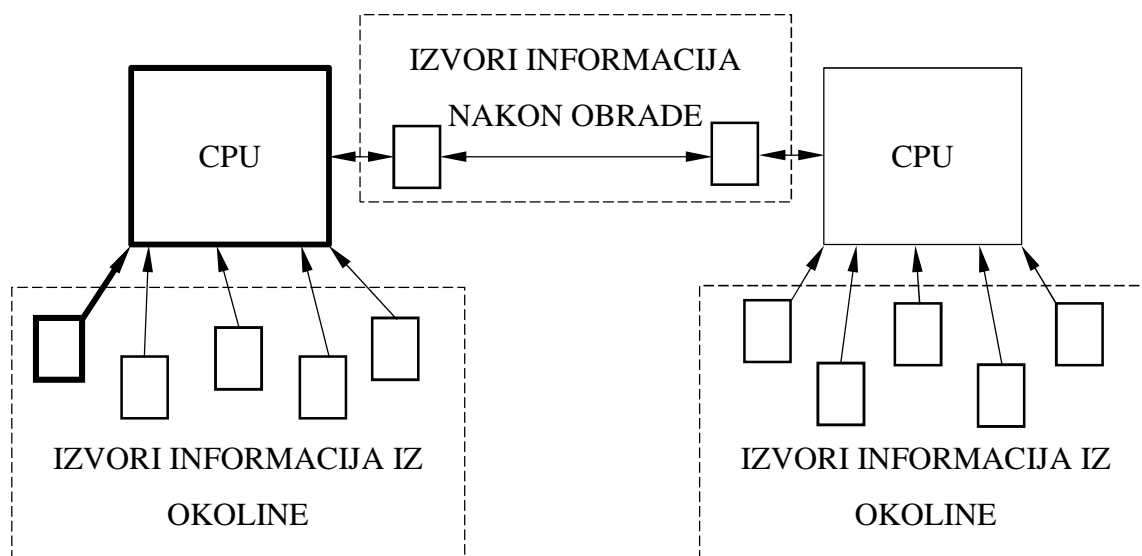 IZVORI INFORMACIJA
NAKON OBRADE
CPU
CPU
IZVORI INFORMACIJA IZ
OKOLINE
IZVORI INFORMACIJA IZ
OKOLINE